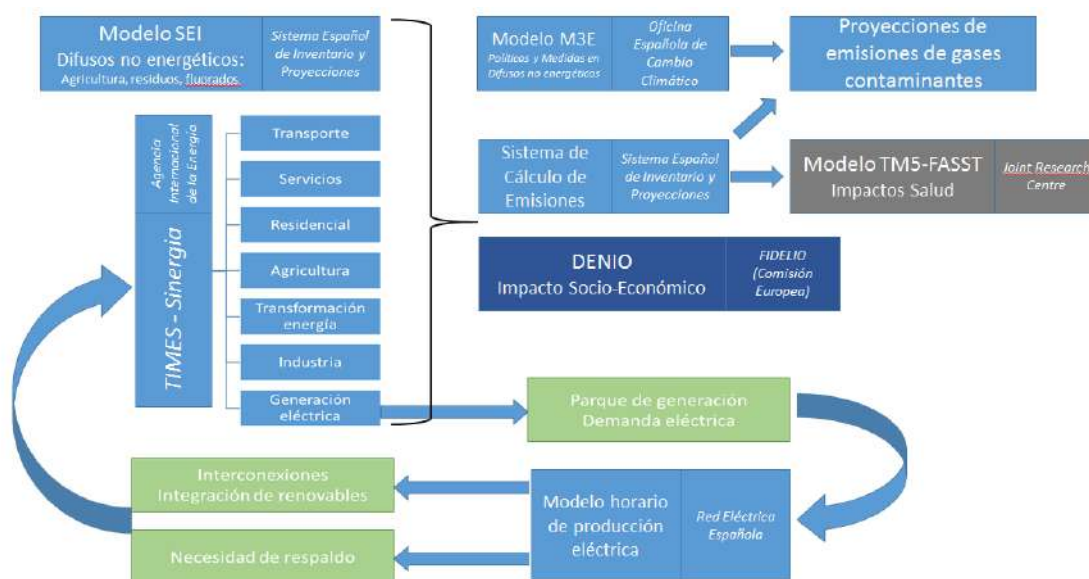 Modelo SEI
Difusos no energéticos:
Agricultura, residuos, fluorados
Sistema Español
de Inventario y
Proyecciones
Modelo M3E
Políticas y Medidas en
Difusos no energéticos
Oficina
Española de
Cambio
Climático
Proyecciones de
emisiones de gases
contaminantes
Agencia
Internacional
de la Energía
TIMES - Sinergia
Transporte
Servicios
Residencial
Agricultura
Transformación
energía
Industria
Generación
eléctrica
Sistema de
Cálculo de
Emisiones
Sistema Español
de Inventario y
Proyecciones
Modelo TM5-FASST
Impactos Salud
Joint Research
Centre
DENIO
Impacto Socio-Económico
FIDELIO
(Comisión
Europea)
Parque de generación
Demanda eléctrica
Interconexiones
Integración de renovables
Necesidad de respaldo
Modelo horario
de producción
eléctrica
Red Eléctrica
Española